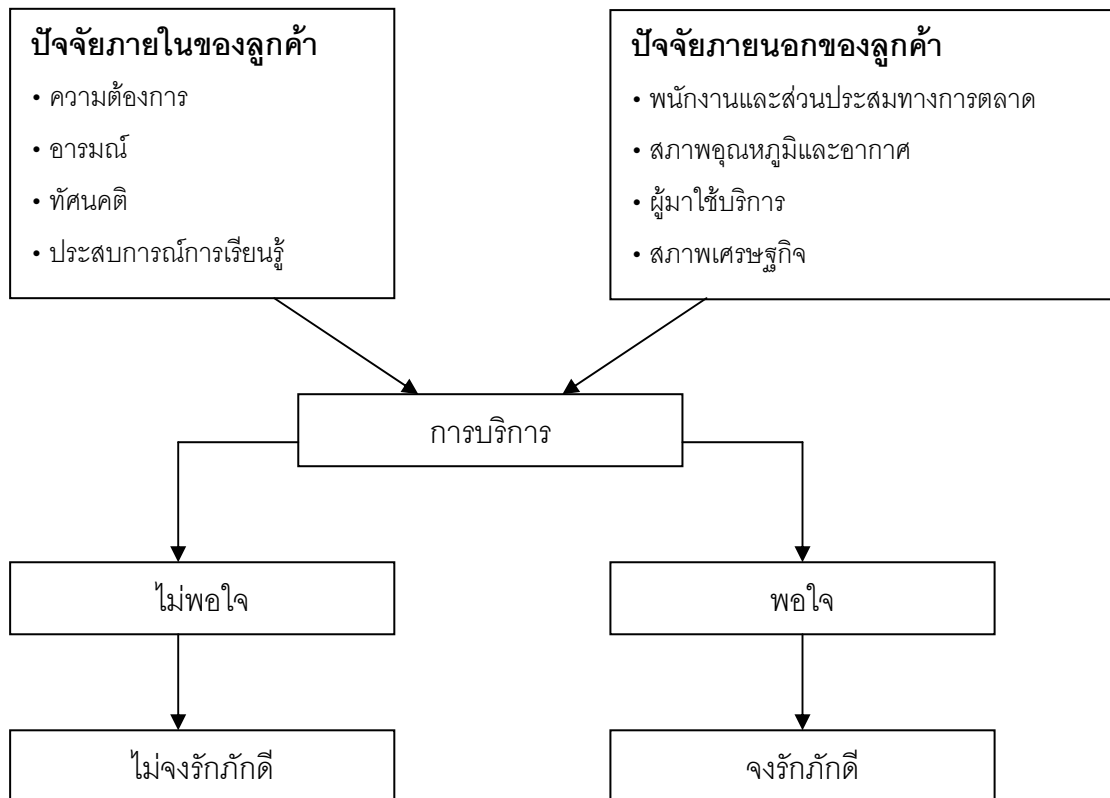 ปัจจัยภายในของลูกค้า
• ความต้องการ
• อารมณ์
• ทัศนคติ
• ประสบการณ์การเรียนรู้
ปัจจัยภายนอกของลูกค้า
• พนักงานและส่วนประสมทางการตลาด
• สภาพอุณหภูมิและอากาศ
• ผู้มาใช้บริการ
• สภาพเศรษฐกิจ
การบริการ
ไม่พอใจ
พอใจ
ไม่จงรักภักดี
จงรักภักดี